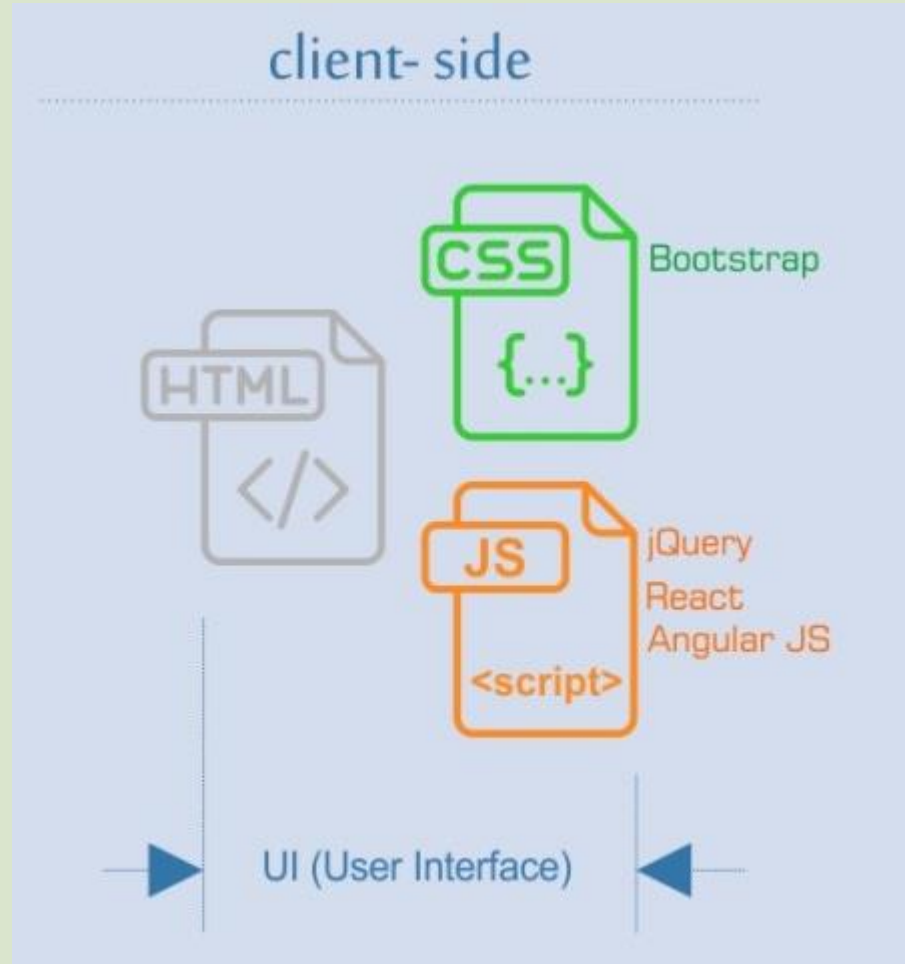 client- side
CSS
Bootstrap
{...}
HTML
</>
JS
jQuery
React
Angular JS
<script>
UI (User Interface)